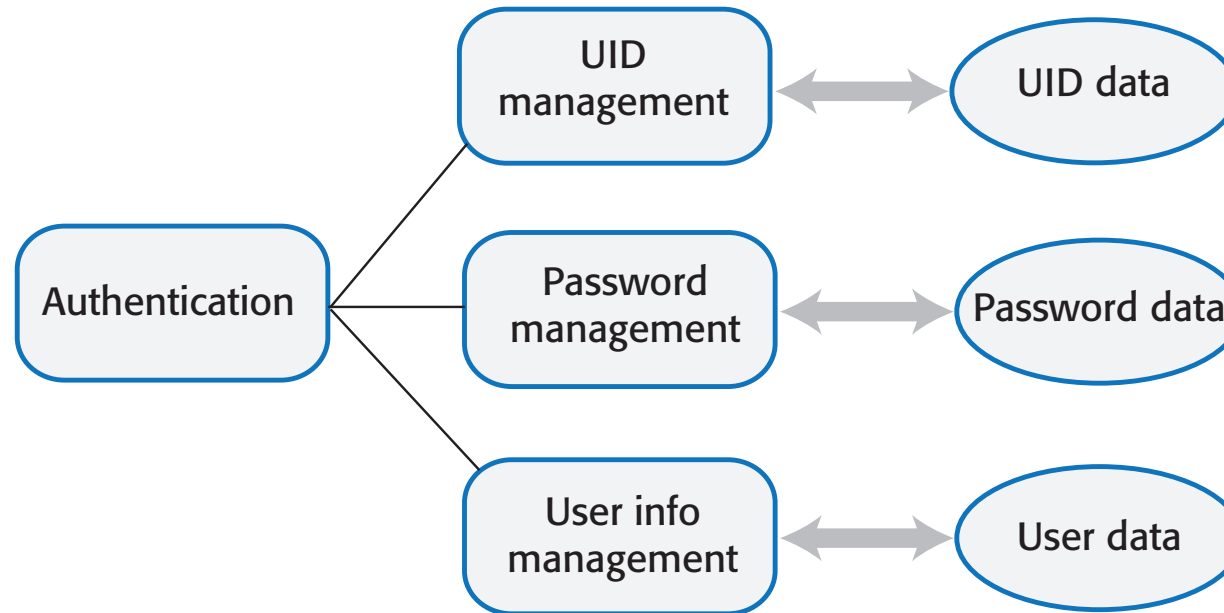 UID
management
UID data
Authentication
Password
management
Password data
User info
management
User data